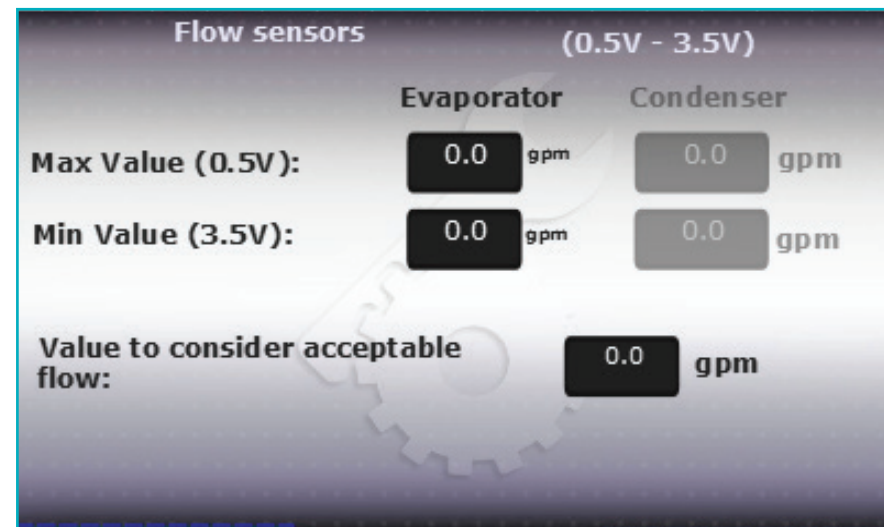 Flow sensors (0.5V - 3.5V)
Evaporator Condenser
Max Value (0.5V): 0.0 gpm 0.0 gpm
Min Value (3.5V): 0.0 gpm 0.0 gpm
Value to consider acceptable
flow: 0.0 gpm